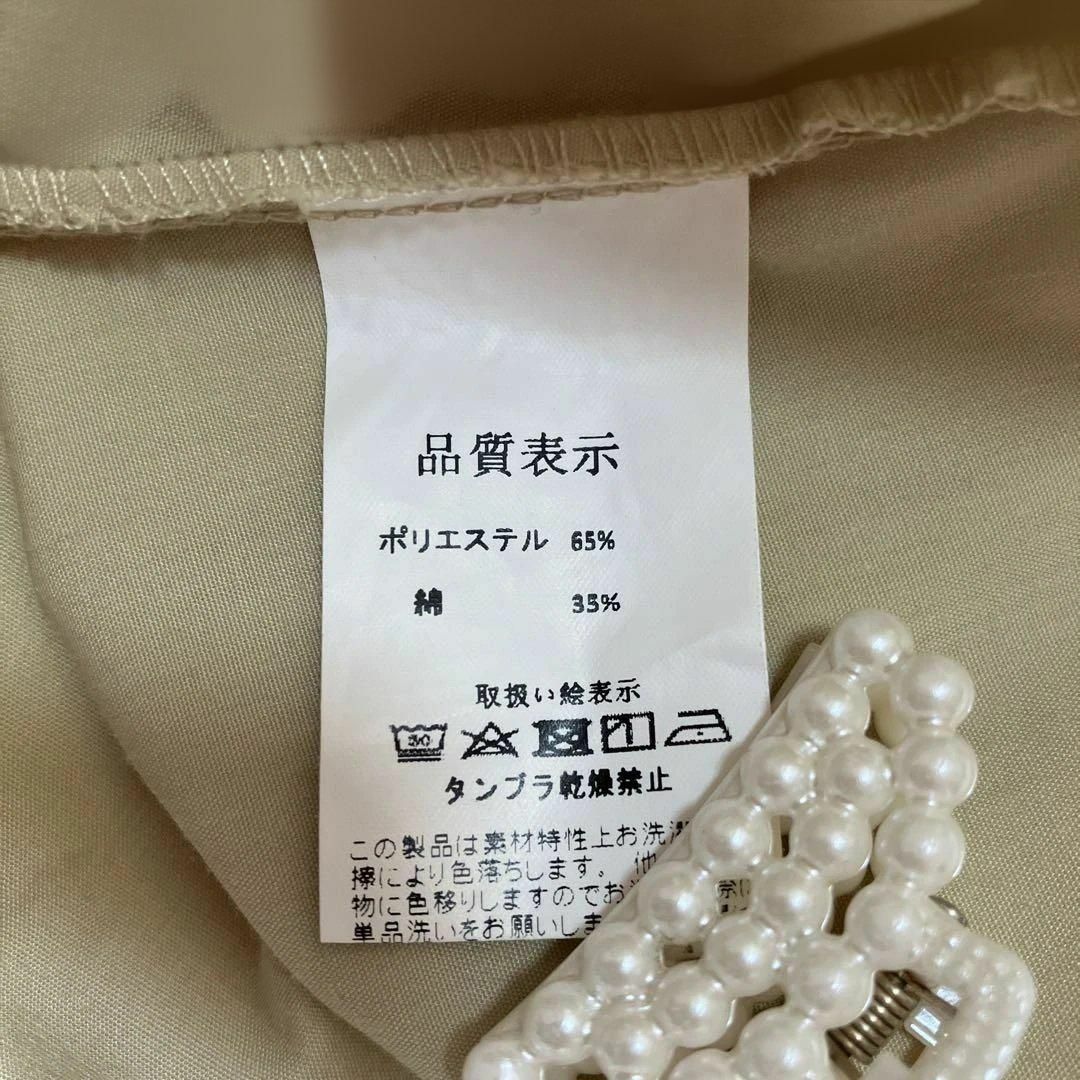 品質表示
ポリエステル 65%
綿 35%
取扱い絵表示
30
タンブラ乾燥禁止
この製品は素材特性上お洗濯
擦により色落ちします。他
物に色移りしますのでお
単品洗いをお願いしま